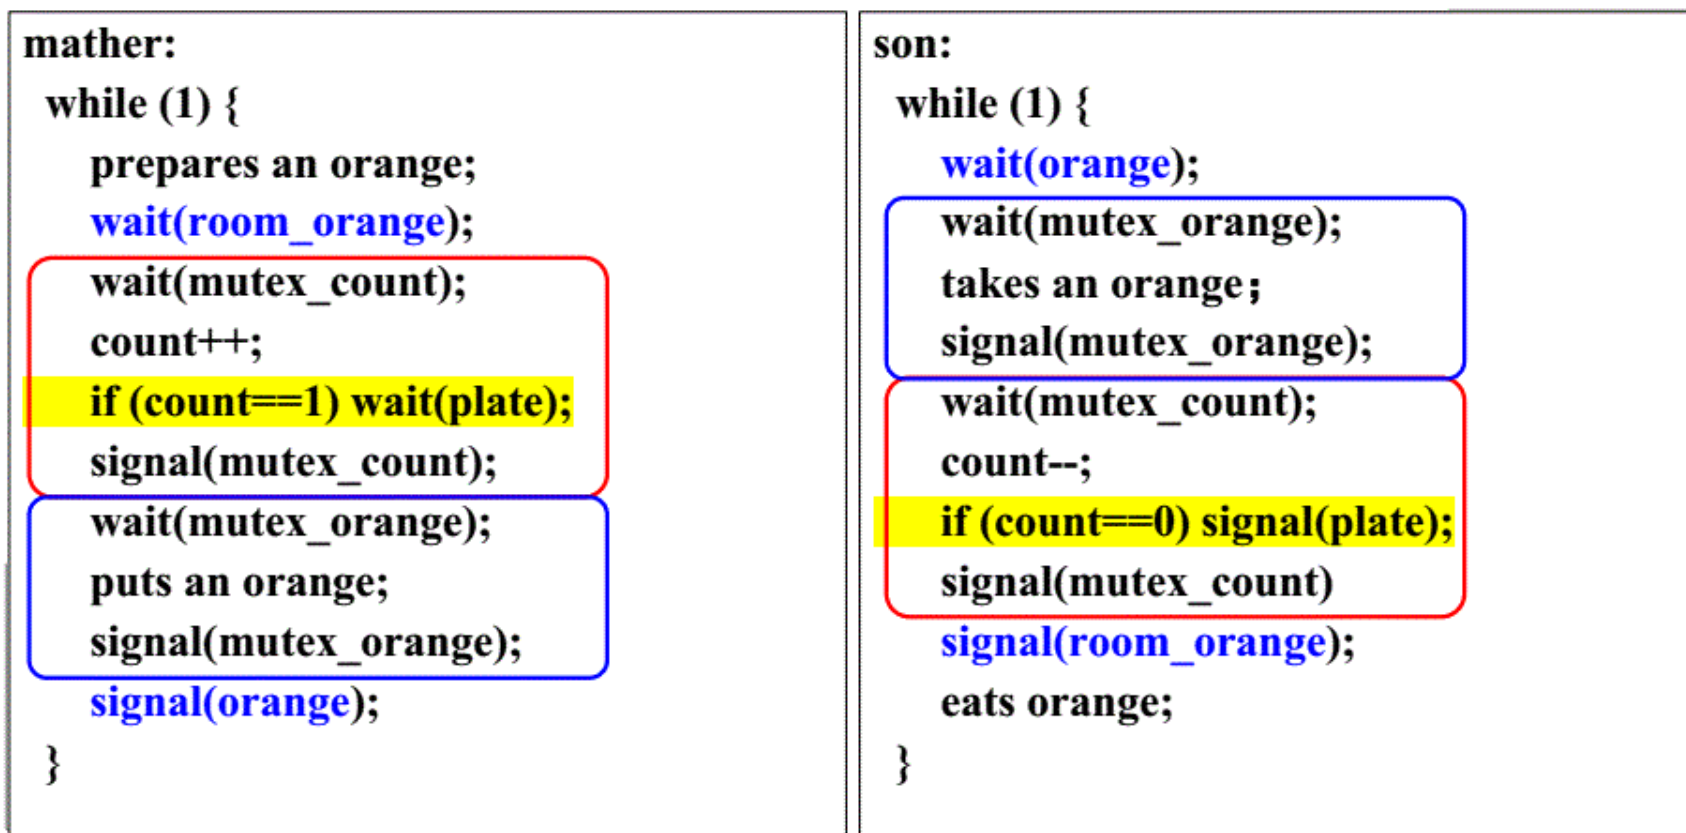 mather:
while (1) {
prepares an orange;
wait(room_orange);
wait(mutex_count);
count++;
if (count==1) wait(plate);
signal(mutex_count);
wait(mutex_orange);
puts an orange;
signal(mutex_orange);
signal(orange);
}
son:
while (1) {
wait(orange);
wait(mutex_orange);
takes an orange；
signal(mutex_orange);
wait(mutex_count);
count--;
if (count==0) signal(plate);
signal(mutex_count)
signal(room_orange);
eats orange;
}